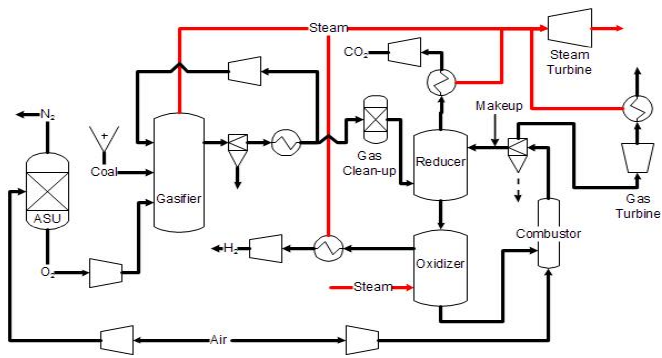 Steam
CO₂
Steam
Turbine
N₂
+
Coal
Makeup
Gas
Clean-up
Reducer
Gasifier
ASU
Gas
Turbine
Combustor
H₂
O₂
Oxidizer
Steam
Air